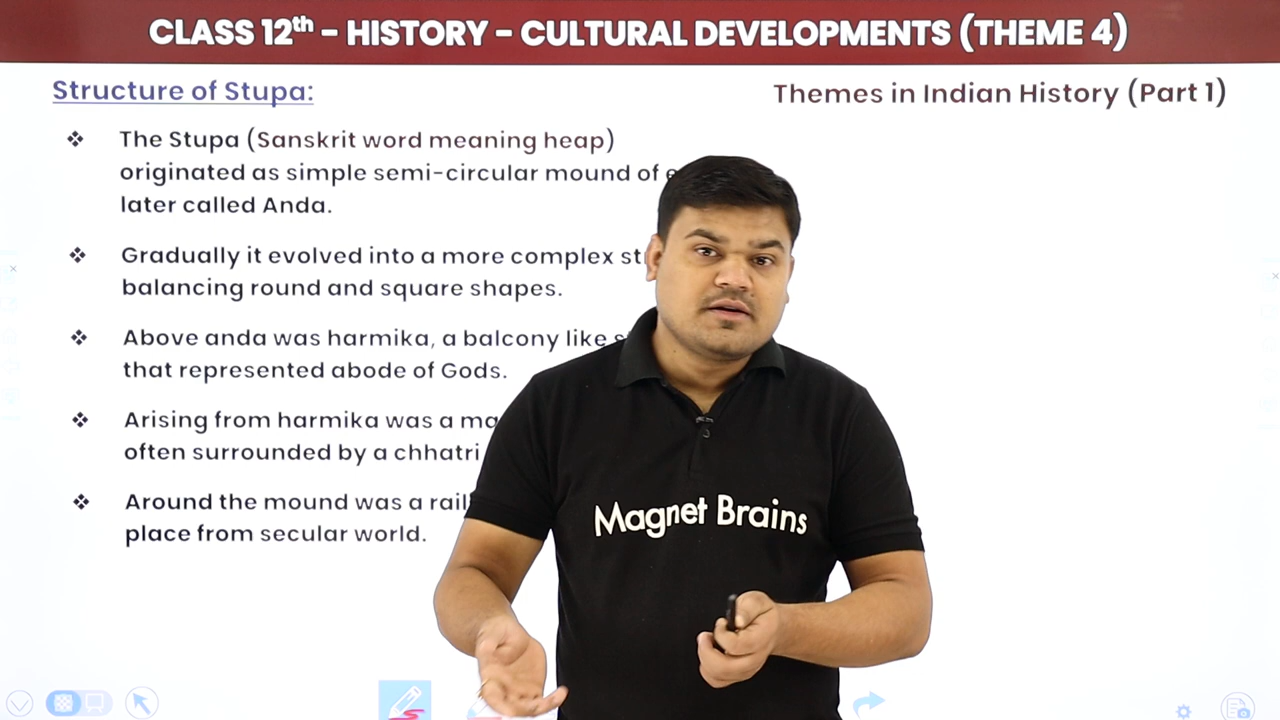 CLASS 12th – HISTORY – CULTURAL DEVELOPMENTS (THEME 4)
Structure of Stupa:
Themes in Indian History (Part 1)
❖ The Stupa (Sanskrit word meaning heap)
originated as simple semi-circular mound of
later called Anda.
❖ Gradually it evolved into a more complex
balancing round and square shapes.
❖ Above anda was harmika, a balcony like
that represented abode of Gods.
❖ Arising from harmika was a
often surrounded by a chhatri
❖ Around the mound was a
place from secular world.
Magnet Brains